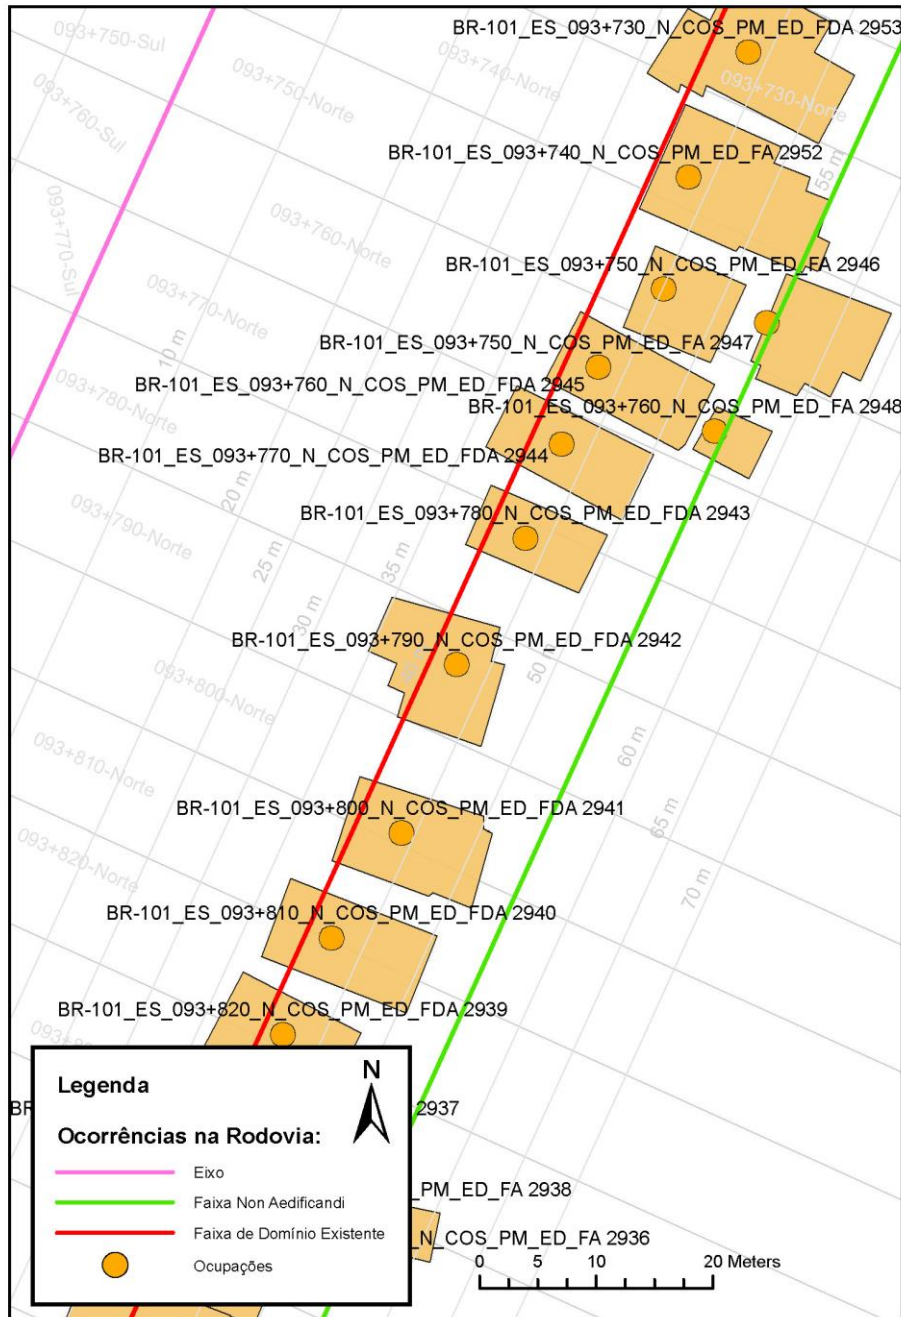 BR-101_ES_093+730_N_COS_PM_ED_FDA 2953
093+750-Sul
093+740-Norte
093+750-Norte
093+730-Norte
093+760-Sul
BR-101_ES_093+740_N_COS_PM_ED_FA 2952
55 m
093+770-Sul
093+760-Norte
BR-101_ES_093+750_N_COS_PM_ED_FA 2946
093+770-Norte
10 m
BR-101_ES_093+750_N_COS_PM_ED_FA 2947
BR-101_ES_093+760_N_COS_PM_ED_FDA 2945
093+780-Norte
BR-101_ES_093+760_N_COS_PM_ED_FA 2948
BR-101_ES_093+770_N_COS_PM_ED_FDA 2944
20 m
BR-101_ES_093+780_N_COS_PM_ED_FDA 2943
093+790-Norte
25 m
35 m
30 m
BR-101_ES_093+790_N_COS_PM_ED_FDA 2942
50 m
093+800-Norte
60 m
093+810-Norte
BR-101_ES_093+800_N_COS_PM_ED_FDA 2941
65 m
093+820-Norte
70 m
BR-101_ES_093+810_N_COS_PM_ED_FDA 2940
BR-101_ES_093+820_N_COS_PM_ED_FDA 2939
Legenda
N
BR
2937
Ocorrências na Rodovia:
Eixo
PM_ED_FA 2938
Faixa Non Aedificandi
Faixa de Domínio Existente
N_COS_PM_ED_FA 2936
Ocupações
0 5 10 20 Meters